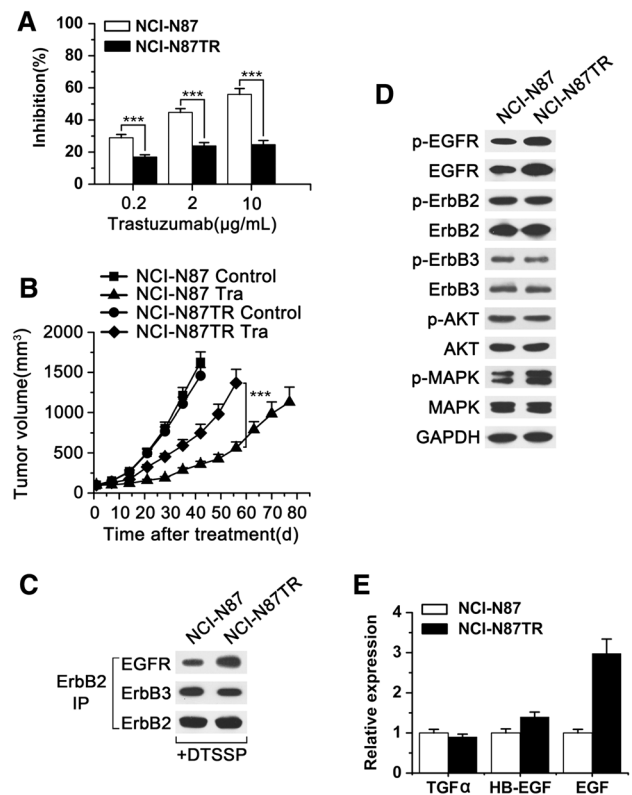 A
NCI-N87
NCI-N87TR
Inhibition(%)
100
80
60
40
20
0
***
***
***
0.2 2 10
Trastuzumab(μg/mL)
B
NCI-N87 Control
NCI-N87 Tra
NCI-N87TR Control
NCI-N87TR Tra
Tumor volume(mm³)
2000
1500
1000
500
0
***
0 10 20 30 40 50 60 70 80
Time after treatment(d)
C
NCI-N87
NCI-N87TR
ErbB2
IP
EGFR
ErbB3
ErbB2
+DTSSP
D
NCI-N87
NCI-N87TR
p-EGFR
EGFR
p-ErbB2
ErbB2
p-ErbB3
ErbB3
p-AKT
AKT
p-MAPK
MAPK
GAPDH
E
NCI-N87
NCI-N87TR
Relative expression
4
3
2
1
0
TGFα HB-EGF EGF